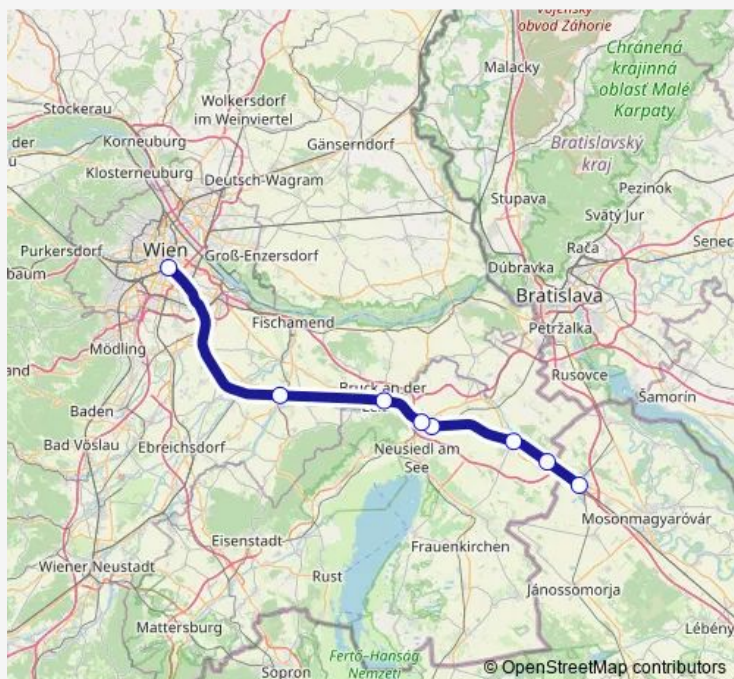 Vojenský
obvod Záhorie
Malacky
Chránená
krajinná
oblasť Malé
Karpaty
Stockerau
Wolkersdorf
im Weinviertel
Korneuburg
Gänserndorf
Bratislavský
kraj
der
Klosterneuburg
Deutsch-Wagram
Pezinok
Stupava
Svätý Jur
Purkersdorf
Wien
Groß-Enzersdorf
Rača
Senec
baum
Dúbravka
Bratislava
Fischamend
Petržalka
Mödling
and
Rusovce
Šamorín
Baden
Bruck an der
Bad Vöslau
Ebreichsdorf
Neusiedl am
See
Mosonmagyaróvár
Eisenstadt
Frauenkirchen
Wiener Neustadt
Rust
Jánossomorja
Mattersburg
Lébény
Fertő-Hanság
Nemzeti
Sopron
© OpenStreetMap contributors